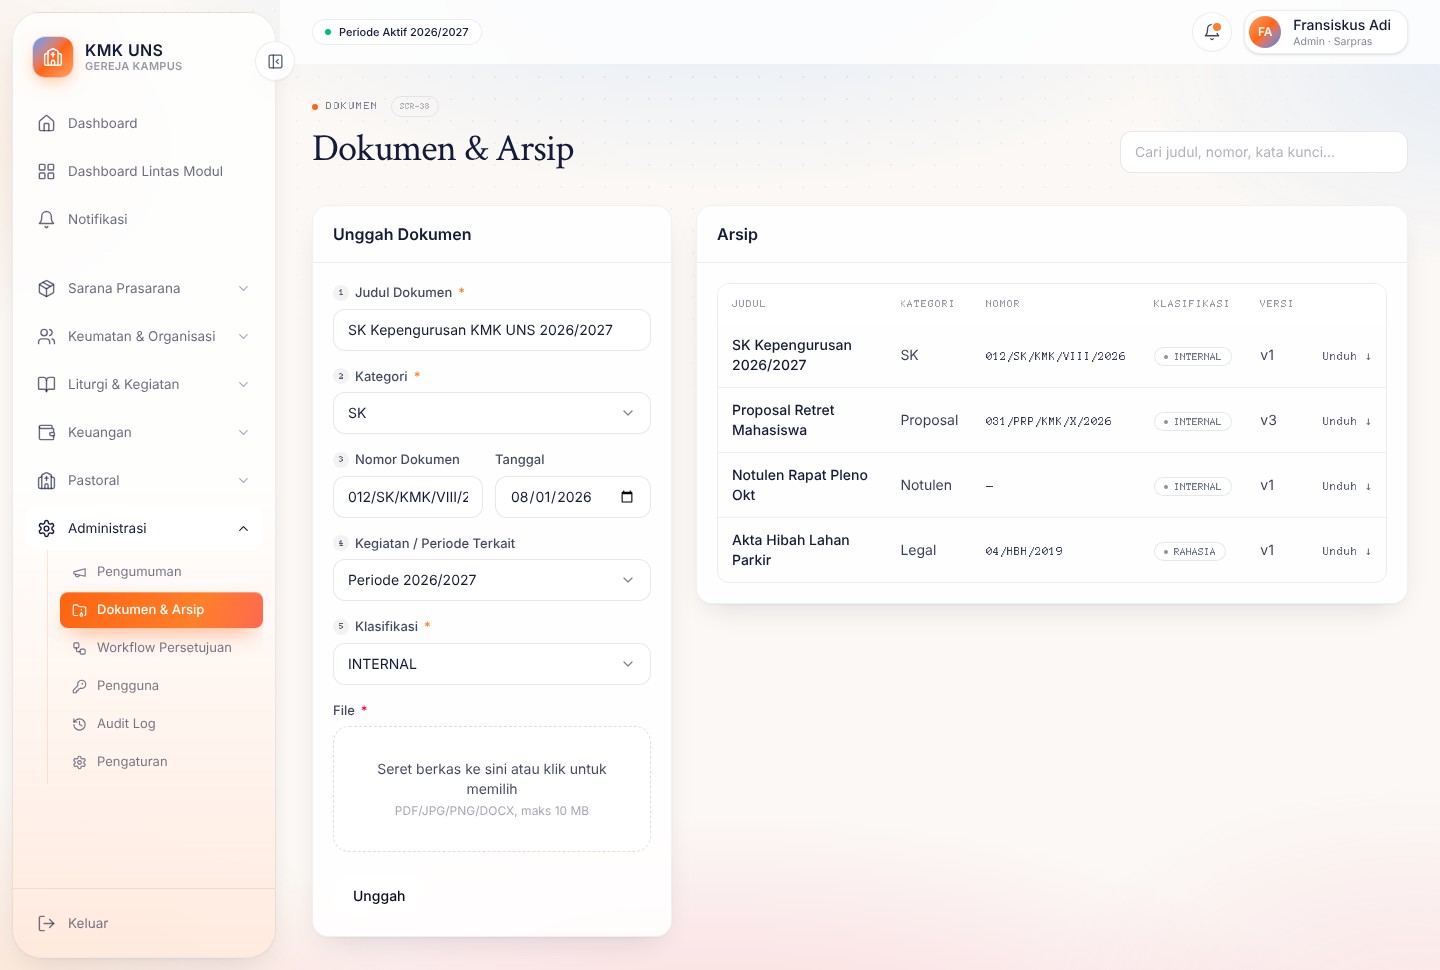 KMK UNS
GEREJA KAMPUS
Dashboard
Dashboard Lintas Modul
Notifikasi
Sarana Prasarana
Keumatan & Organisasi
Liturgi & Kegiatan
Keuangan
Pastoral
Administrasi
Pengumuman
Dokumen & Arsip
Workflow Persetujuan
Pengguna
Audit Log
Pengaturan
Keluar
Periode Aktif 2026/2027
FA
Fransiskus Adi
Admin · Sarpras
DOKUMEN SCR-38
Dokumen & Arsip
Cari judul, nomor, kata kunci...
Unggah Dokumen
1 Judul Dokumen *
SK Kepengurusan KMK UNS 2026/2027
2 Kategori *
SK
3 Nomor Dokumen Tanggal
012/SK/KMK/VIII/2 08/01/2026
4 Kegiatan / Periode Terkait
Periode 2026/2027
5 Klasifikasi *
INTERNAL
File *
Seret berkas ke sini atau klik untuk
memilih
PDF/JPG/PNG/DOCX, maks 10 MB
Unggah
Arsip
JUDUL KATEGORI NOMOR KLASIFIKASI VERSI
SK Kepengurusan
2026/2027
SK 012/SK/KMK/VIII/2026 INTERNAL v1 Unduh ↓
Proposal Retret
Mahasiswa
Proposal 031/PRP/KMK/X/2026 INTERNAL v3 Unduh ↓
Notulen Rapat Pleno
Okt
Notulen – INTERNAL v1 Unduh ↓
Akta Hibah Lahan
Parkir
Legal 04/HBH/2019 RAHASIA v1 Unduh ↓